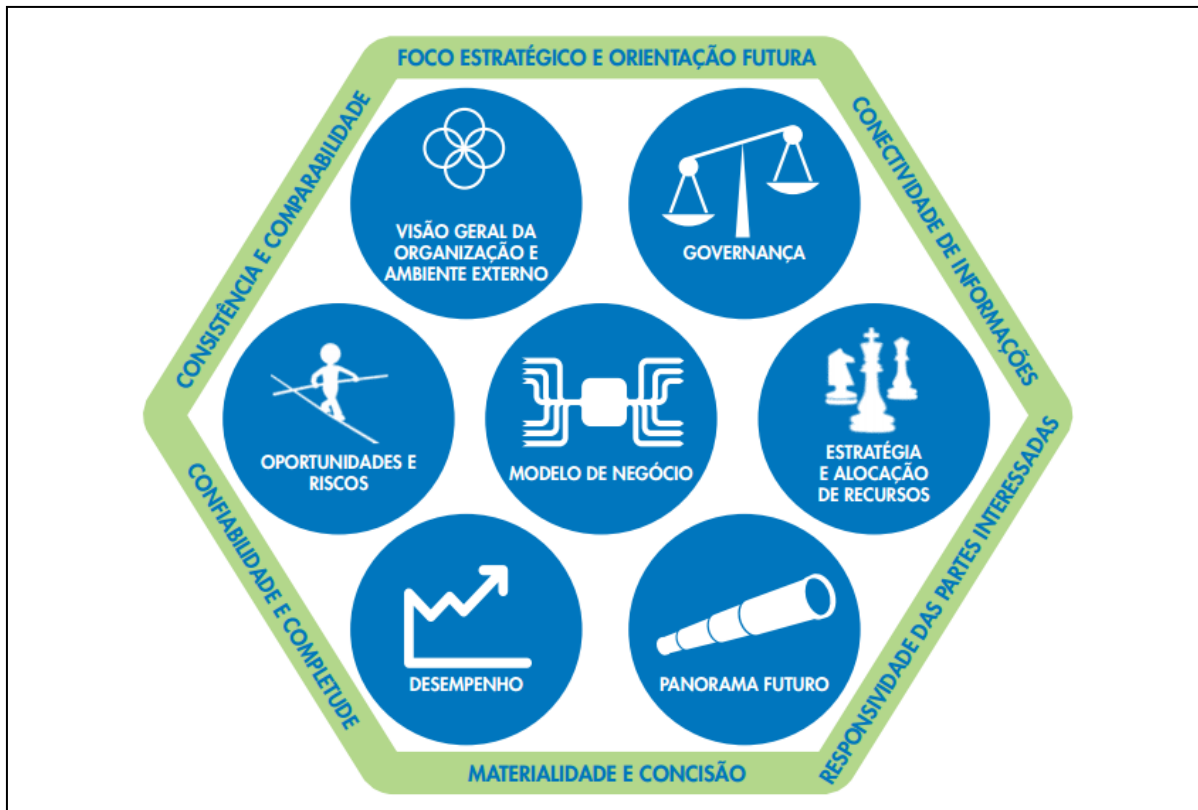 FOCO ESTRATÉGICO E ORIENTAÇÃO FUTURA
CONECTIVIDADE DE INFORMAÇÕES
RESPONSIVIDADE DAS PARTES INTERESSADAS
MATERIALIDADE E CONCISÃO
CONFIABILIDADE E COMPLETUDE
CONSISTÊNCIA E COMPARABILIDADE
VISÃO GERAL DA
ORGANIZAÇÃO E
AMBIENTE EXTERNO
GOVERNANÇA
OPORTUNIDADES E
RISCOS
MODELO DE NEGÓCIO
ESTRATÉGIA
E ALOCAÇÃO
DE RECURSOS
DESEMPENHO
PANORAMA FUTURO